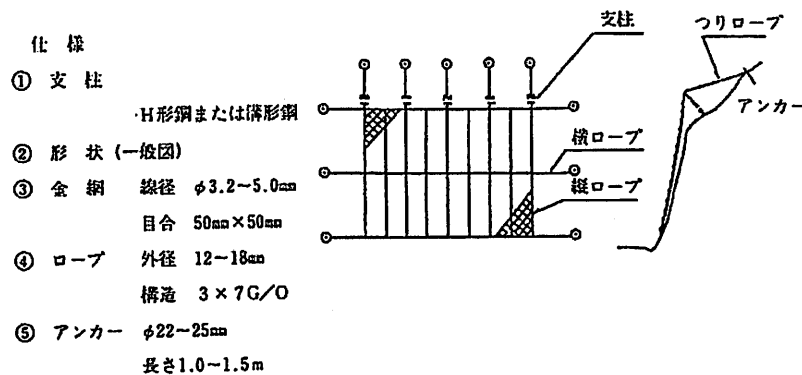 仕様
① 支柱
・H形鋼または溝形鋼
② 形状(一般図)
③ 金網 線径 φ3.2~5.0mm
目合 50mm×50mm
④ ロープ 外径 12~18mm
構造 3×7G/O
⑤ アンカー φ22~25mm
長さ1.0~1.5m
支柱
横ロープ
縦ロープ
つりロープ
アンカー